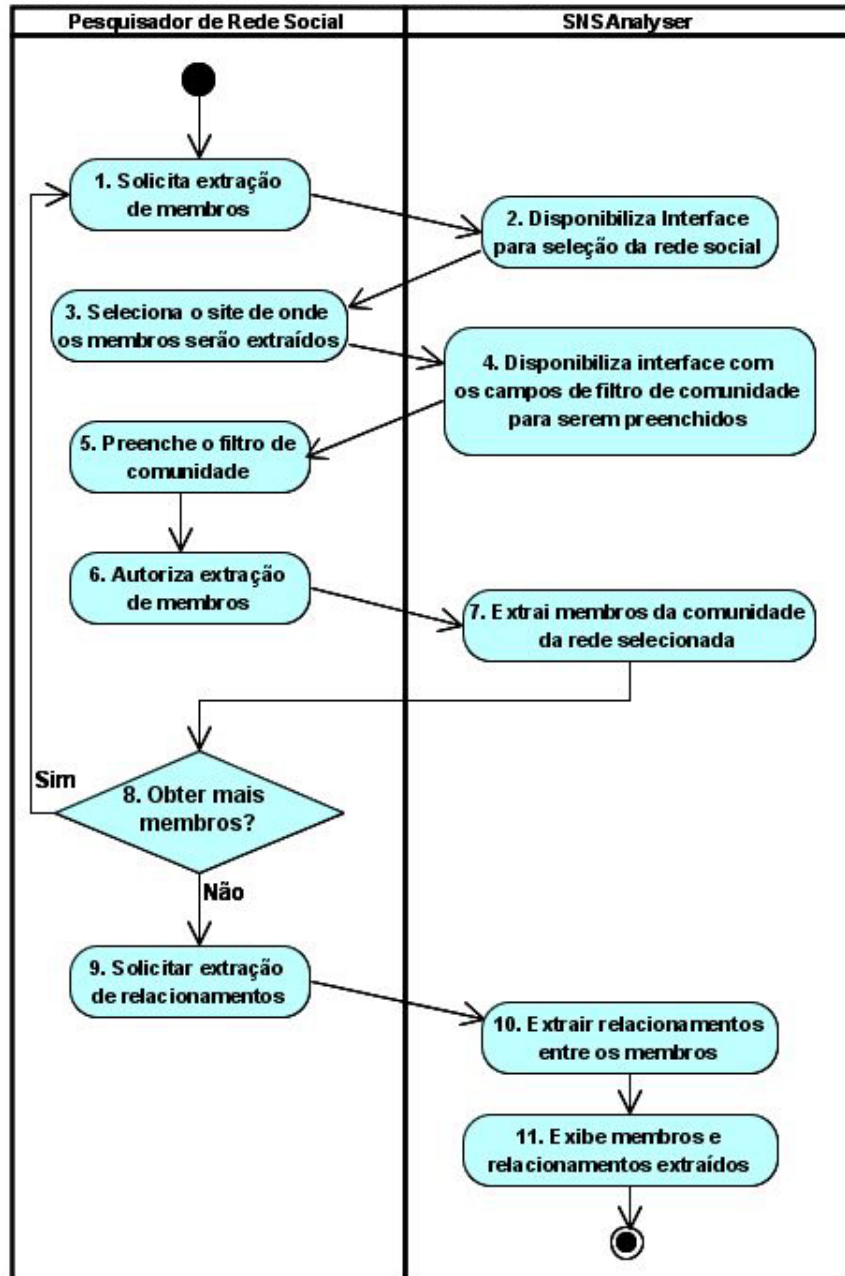 Pesquisador de Rede Social
SNSAnalyser
1. Solicita extração
de membros
2. Disponibiliza Interface
para seleção da rede social
3. Seleciona o site de onde
os membros serão extraídos
4. Disponibiliza interface com
os campos de filtro de comunidade
para serem preenchidos
5. Preenche o filtro de
comunidade
6. Autoriza extração
de membros
7. Extrai membros da comunidade
da rede selecionada
Sim
8. Obter mais
membros?
Não
9. Solicitar extração
de relacionamentos
10. Extrair relacionamentos
entre os membros
11. Exibe membros e
relacionamentos extraídos